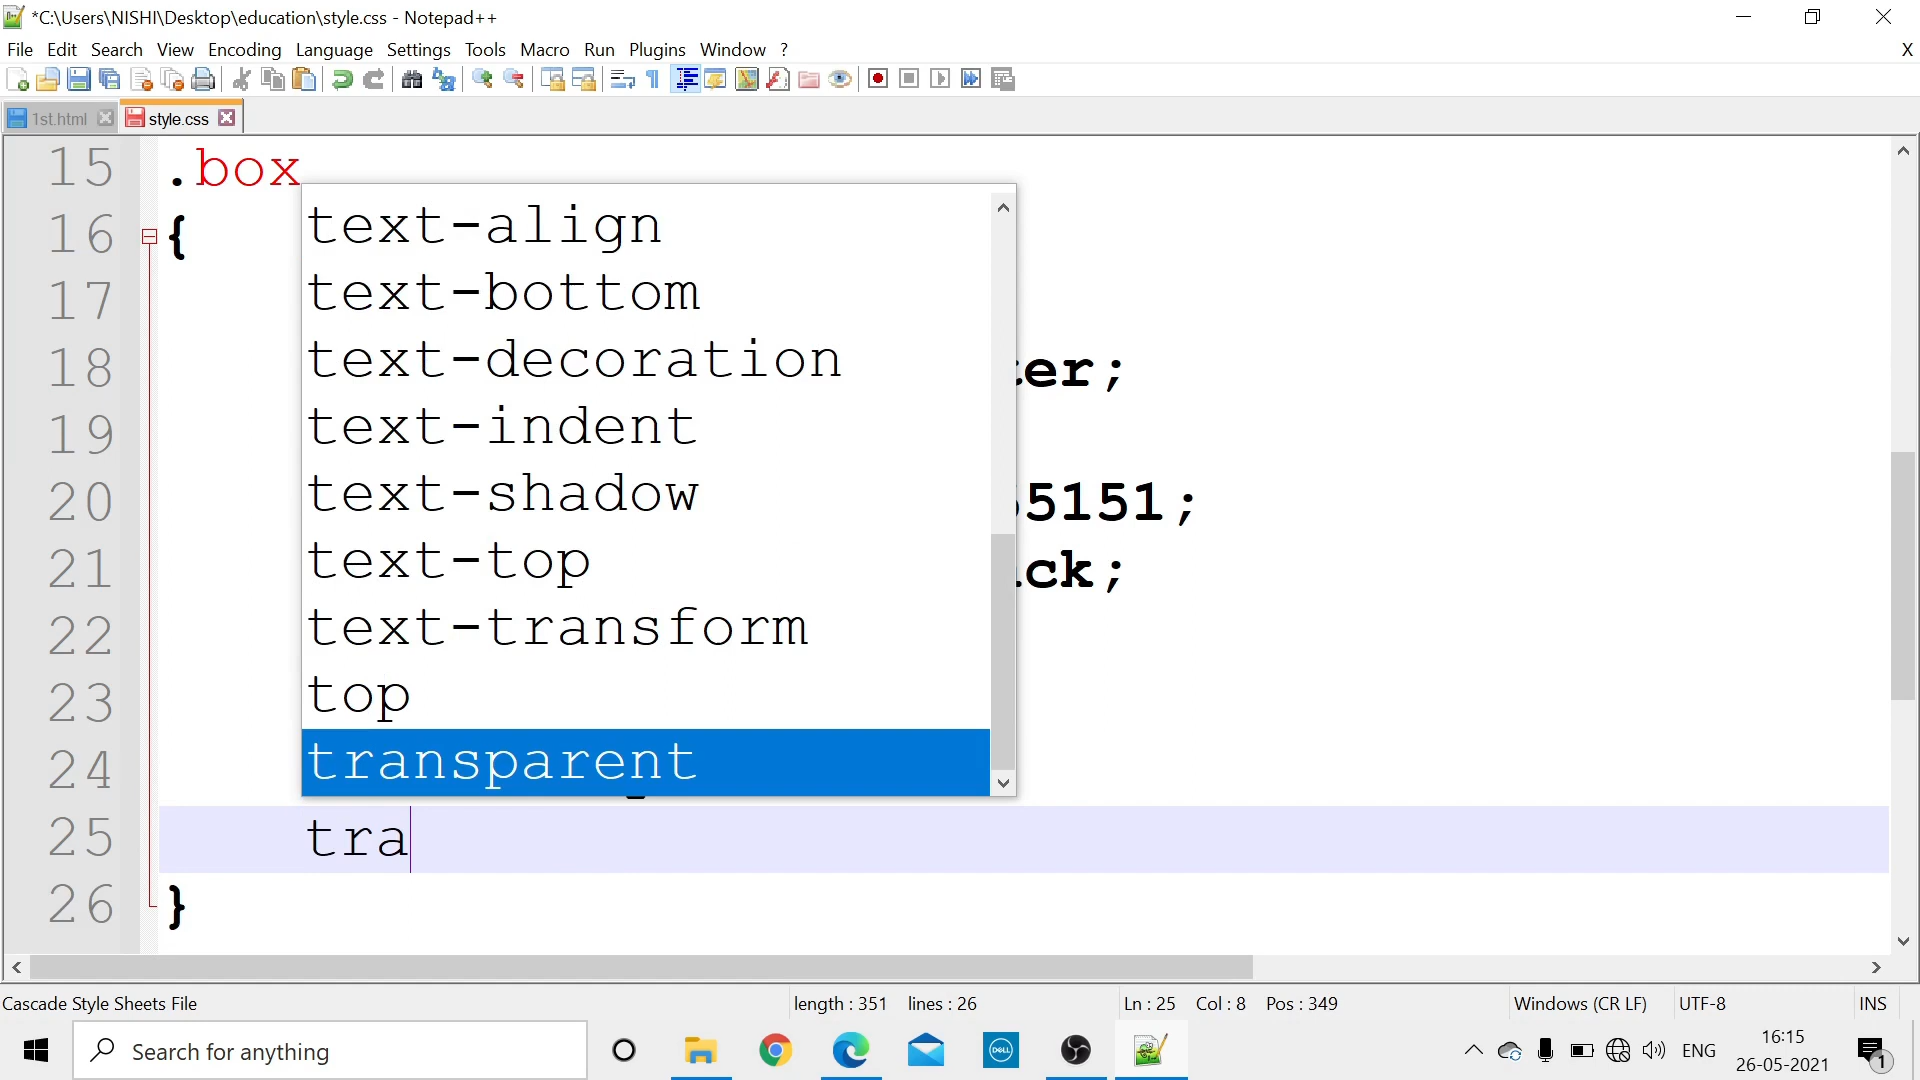 *C:\Users\NISHI\Desktop\education\style.css - Notepad++
File Edit Search View Encoding Language Settings Tools Macro Run Plugins Window ? X
1st.html style.css
15 .box
16 {
text-align
text-bottom
17
text-decoration
18 ter;
text-indent
19
text-shadow
20 5151;
text-top
21 ck;
text-transform
22
top
23
transparent
24
25 tra
26 }
Cascade Style Sheets File length : 351 lines : 26 Ln : 25 Col : 8 Pos : 349 Windows (CR LF) UTF-8 INS
Search for anything DELL ENG 16:15
26-05-2021 1